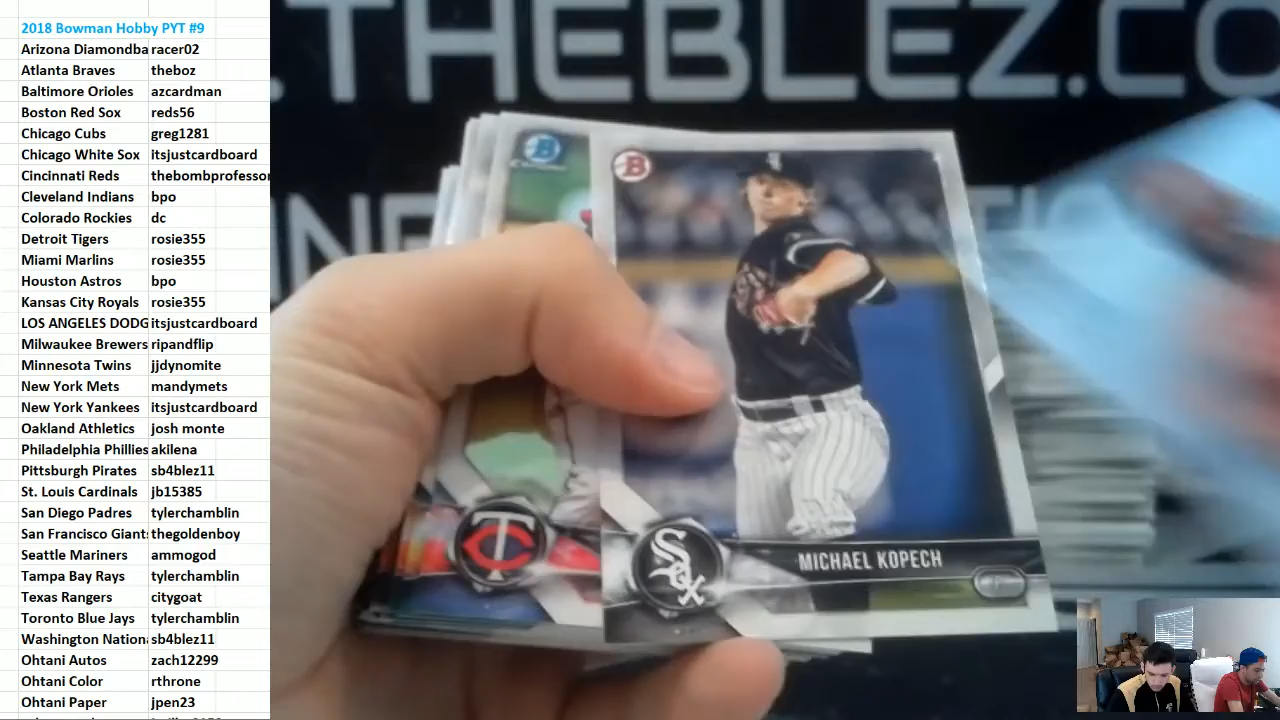 2018 Bowman Hobby PYT #9
Arizona Diamondba racer02
Atlanta Braves theboz
Baltimore Orioles azcardman
Boston Red Sox reds56
Chicago Cubs greg1281
Chicago White Sox itsjustcardboard
Cincinnati Reds thebombprofessor
Cleveland Indians bpo
Colorado Rockies dc
Detroit Tigers rosie355
Miami Marlins rosie355
Houston Astros bpo
Kansas City Royals rosie355
LOS ANGELES DODG itsjustcardboard
Milwaukee Brewers ripandflip
Minnesota Twins jjdynomite
New York Mets mandymets
New York Yankees itsjustcardboard
Oakland Athletics josh monte
Philadelphia Phillies akilena
Pittsburgh Pirates sb4blez11
St. Louis Cardinals jb15385
San Diego Padres tylerchamblin
San Francisco Giants thegoldenboy
Seattle Mariners ammogod
Tampa Bay Rays tylerchamblin
Texas Rangers citygoat
Toronto Blue Jays tylerchamblin
Washington Nationa sb4blez11
Ohtani Autos zach12299
Ohtani Color rthrone
Ohtani Paper jpen23
.THEBLEZ.CO
B
B
TC
SOX
MICHAEL KOPECH
P